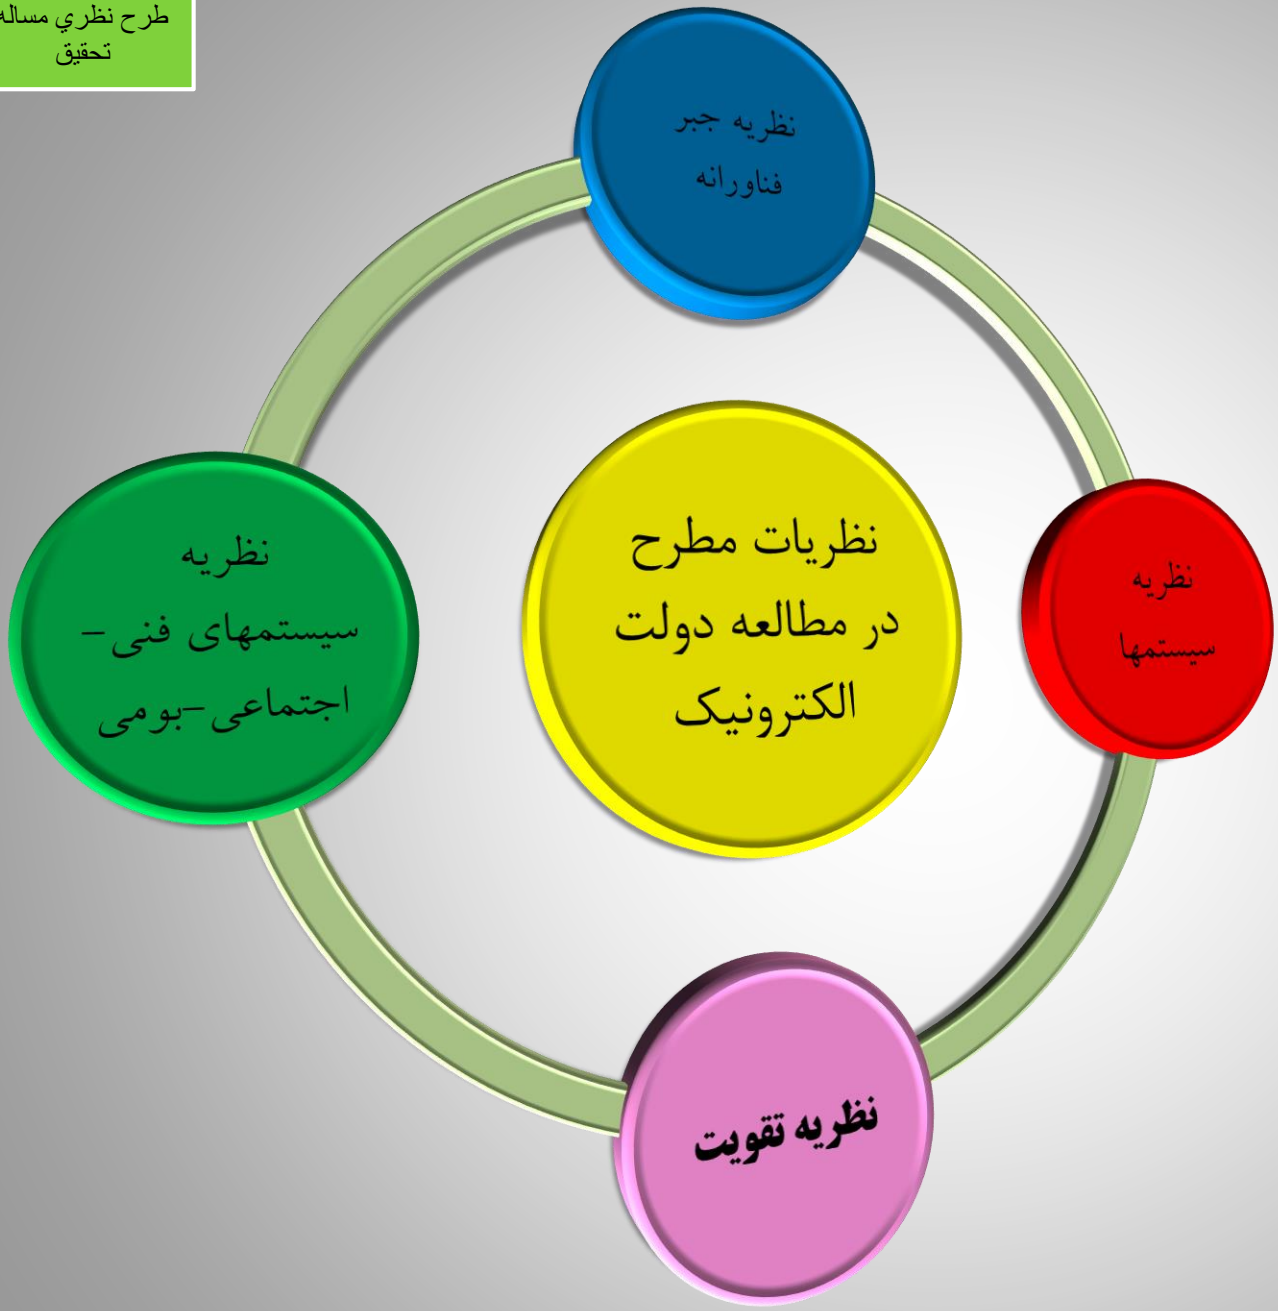 طرح نظري مساله
تحقیق
نظریه جبر
فناورانه
نظریات مطرح
در مطالعه دولت
الکترونیک
نظریه
سیستمها
نظریه
سیستمهای فنی–
اجتماعی–بومی
نظریه تقویت